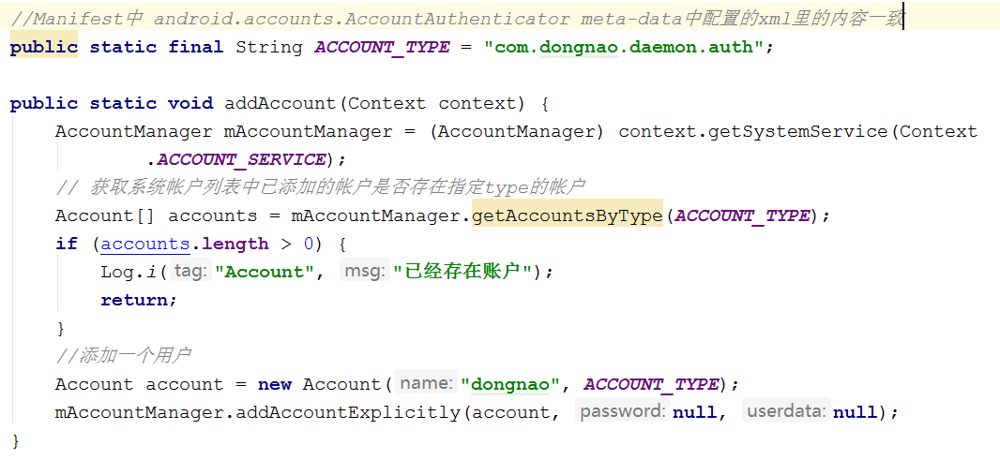 //Manifest中 android.accounts.AccountAuthenticator meta-data中配置的xml里的内容一致
public static final String ACCOUNT_TYPE = "com.dongnao.daemon.auth";
public static void addAccount(Context context) {
AccountManager mAccountManager = (AccountManager) context.getSystemService(Context
.ACCOUNT_SERVICE);
// 获取系统帐户列表中已添加的帐户是否存在指定type的帐户
Account[] accounts = mAccountManager.getAccountsByType(ACCOUNT_TYPE);
if (accounts.length > 0) {
Log.i( tag: "Account", msg: "已经存在账户");
return;
}
//添加一个用户
Account account = new Account( name: "dongnao", ACCOUNT_TYPE);
mAccountManager.addAccountExplicitly(account, password: null, userdata: null);
}